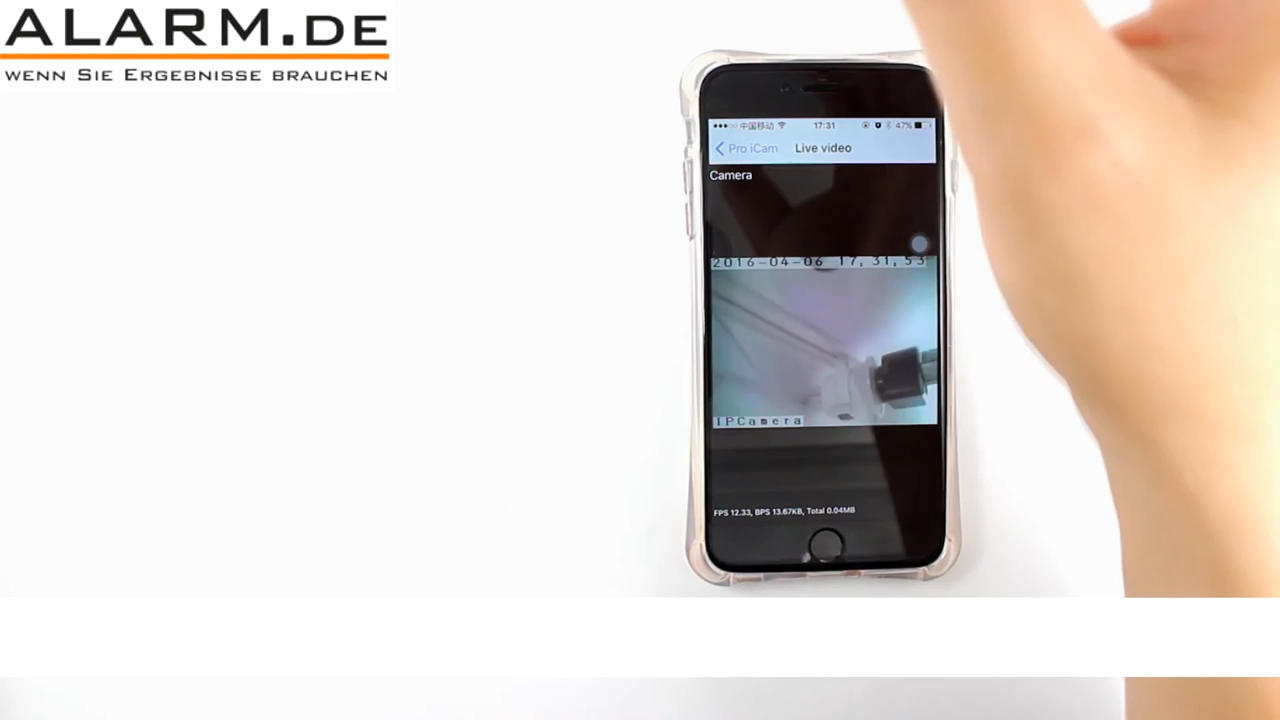 ALARM.DE
WENN SIE ERGEBNISSE BRAUCHEN
中国移动 17:31 47%
Pro iCam Live video
Camera
2016-04-06 17,31,53
IPCamera
FPS 12.33, BPS 13.67KB, Total 0.04MB